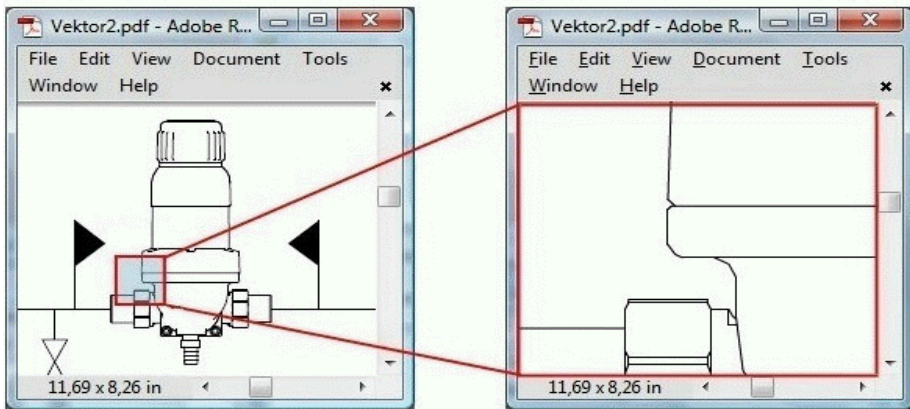 Vektor2.pdf - Adobe R...
File Edit View Document Tools
Window Help
11,69 x 8,26 in
Vektor2.pdf - Adobe R...
File Edit View Document Tools
Window Help
11,69 x 8,26 in